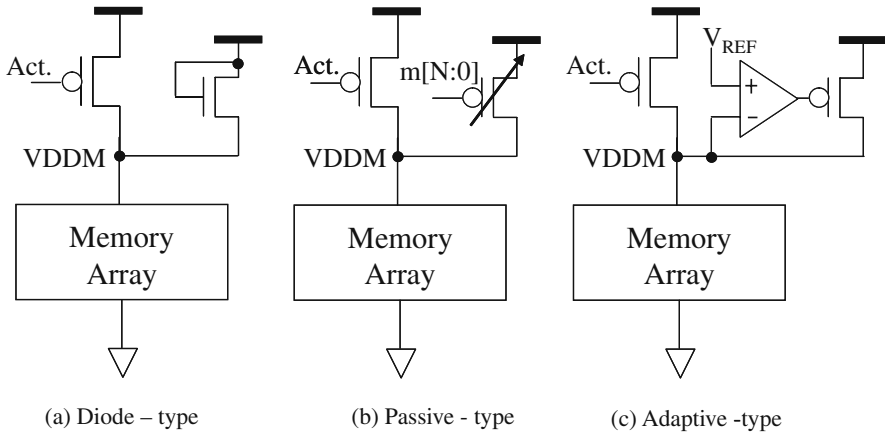 Act.
VDDM
Memory
Array
(a) Diode – type
Act.
m[N:0]
VDDM
Memory
Array
(b) Passive - type
VREF
Act.
+
–
VDDM
Memory
Array
(c) Adaptive -type